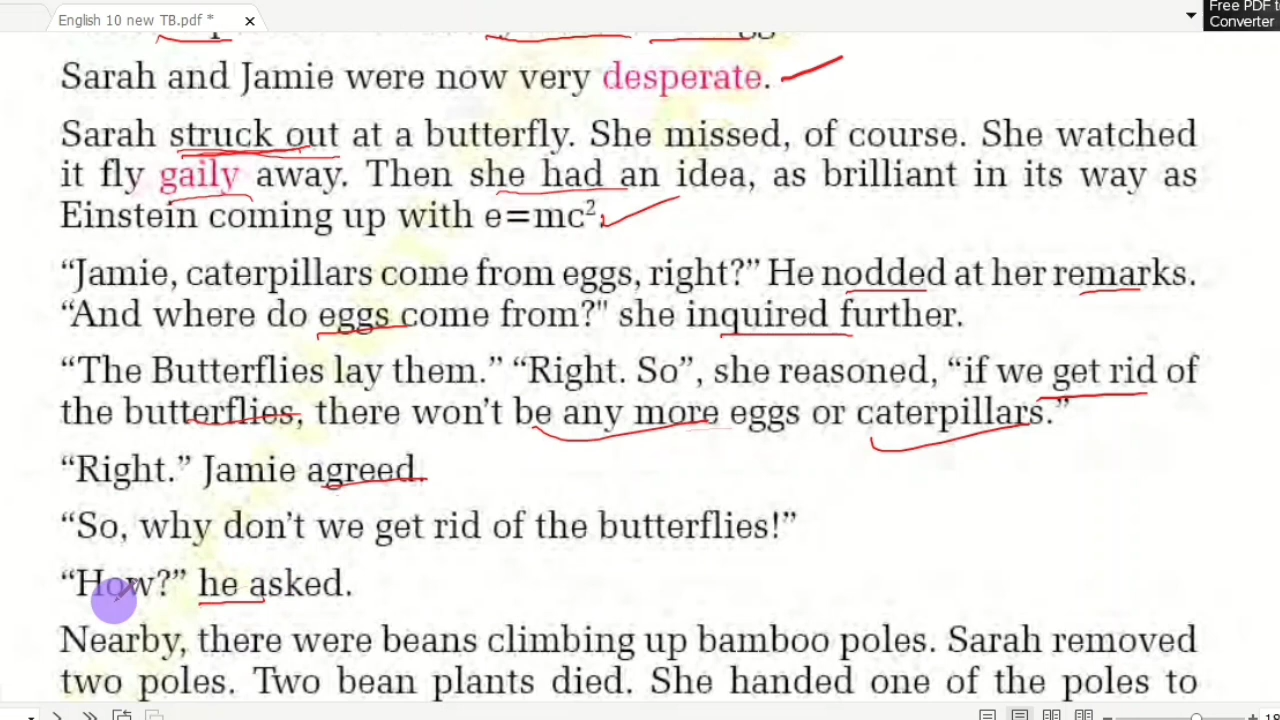 English 10 new TB.pdf *
Free PDF to
Converter
Sarah and Jamie were now very desperate.
Sarah struck out at a butterfly. She missed, of course. She watched
it fly gaily away. Then she had an idea, as brilliant in its way as
Einstein coming up with e=mc².
“Jamie, caterpillars come from eggs, right?” He nodded at her remarks.
“And where do eggs come from?" she inquired further.
“The Butterflies lay them.” “Right. So”, she reasoned, “if we get rid of
the butterflies, there won’t be any more eggs or caterpillars.”
“Right.” Jamie agreed.
“So, why don’t we get rid of the butterflies!”
“How?” he asked.
Nearby, there were beans climbing up bamboo poles. Sarah removed
two poles. Two bean plants died. She handed one of the poles to